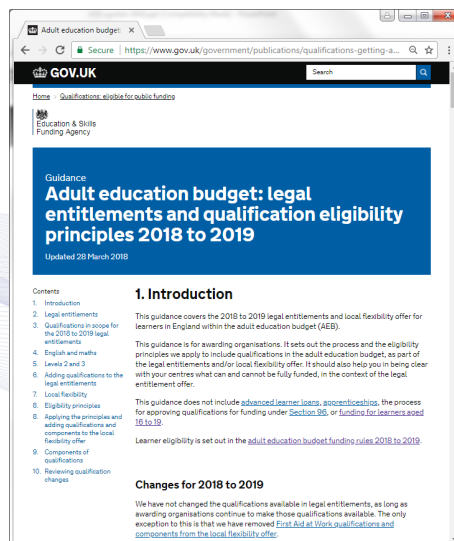 Adult education budget:
Secure
https://www.gov.uk/government/publications/qualifications-getting-a...
GOV.UK
Search
Home
Qualifications: eligible for public funding
Education & Skills
Funding Agency
Guidance
Adult education budget: legal
entitlements and qualification eligibility
principles 2018 to 2019
Updated 28 March 2018
Contents
1. Introduction
2. Legal entitlements
3. Qualifications in scope for
the 2018 to 2019 legal
entitlements
4. English and maths
5. Levels 2 and 3
6. Adding qualifications to the
legal entitlements
7. Local flexibility
8. Eligibility principles
9. Applying the principles and
adding qualifications and
components to the local
flexibility offer
9. Components of
qualifications
10. Reviewing qualification
changes
1. Introduction
This guidance covers the 2018 to 2019 legal entitlements and local flexibility offer for
learners in England within the adult education budget (AEB).
This guidance is for awarding organisations. It sets out the process and the eligibility
principles we apply to include qualifications in the adult education budget, as part of
the legal entitlements and/or local flexibility offer. It should also help you in being clear
with your centres what can and cannot be fully funded, in the context of the legal
entitlement offer.
This guidance does not include advanced learner loans, apprenticeships, the process
for approving qualifications for funding under Section 96, or funding for learners aged
16 to 19.
Learner eligibility is set out in the adult education budget funding rules 2018 to 2019.
Changes for 2018 to 2019
We have not changed the qualifications available in legal entitlements, as long as
awarding organisations continue to make those qualifications available. The only
exception to this is that we have removed First Aid at Work qualifications and
components from the local flexibility offer.